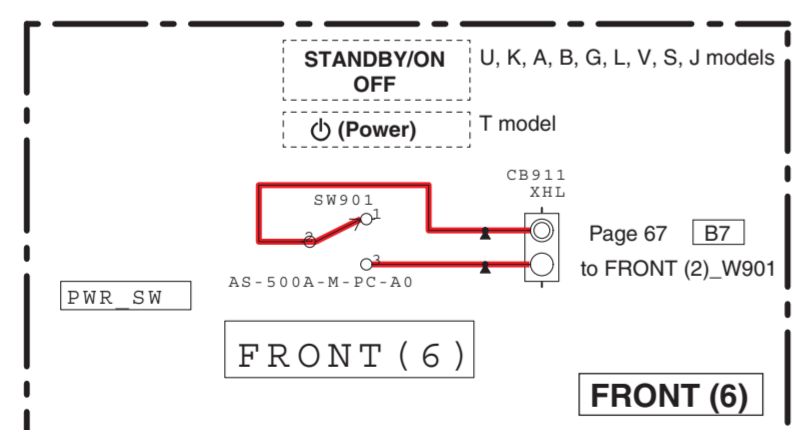 STANDBY/ON
OFF
U, K, A, B, G, L, V, S, J models
(Power)
T model
CB911
XHL
SW901
1
2
3
AS-500A-M-PC-A0
Page 67 B7
to FRONT (2)_W901
PWR_SW
FRONT(6)
FRONT (6)